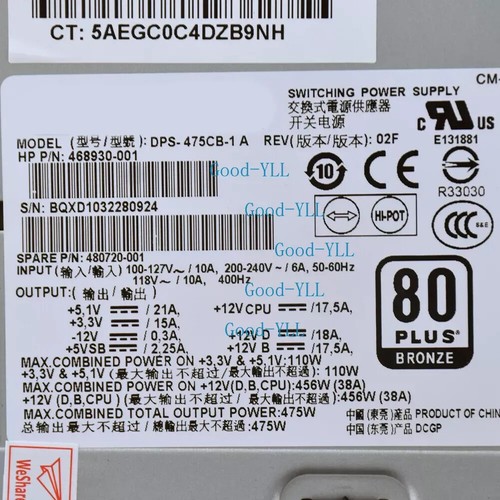 CT: 5AEGC0C4DZB9NH
SWITCHING POWER SUPPLY
交換式電源供應器
开关电源
CM-
MODEL (型号/型號): DPS- 475CB-1 A REV(版本/版本): 02F
E131881
HP P/N: 468930-001
Good-YLL
10
R33030
Good-YLL
S/N: BQXD1032280924
HI-POT
CCC S&E
Good-YLL
SPARE P/N: 480720-001
INPUT (输入/輸入) 100-127V~/10A, 200-240V~/6A, 50-60Hz
118V~/10A, 400Hz
Good-YLL
OUTPUT: (输出/輸出)
+5,1V /21A, +12V CPU /17,5A,
+3,3V /15A,
Good-YLL
-12V /0,3A, +12V D /18A,
+5VSB /2,25A, +12V B /17,5A,
80
PLUS
BRONZE
MAX.COMBINED POWER ON +3,3V & +5,1V:110W
+3,3V & +5,1V (最大输出不超过/最大輸出不超過): 110W
MAX.COMBINED POWER ON +12V(D,B,CPU):456W (38A)
+12V (D,B,CPU) (最大输出不超过/最大輸出不超過):456W (38A)
MAX.COMBINED TOTAL OUTPUT POWER:475W
总输出最大不超过/總輸出最大不超過:475W
中國(東莞)產 PRODUCT OF CHIN
中国(东莞)产 DCGP
WeShare